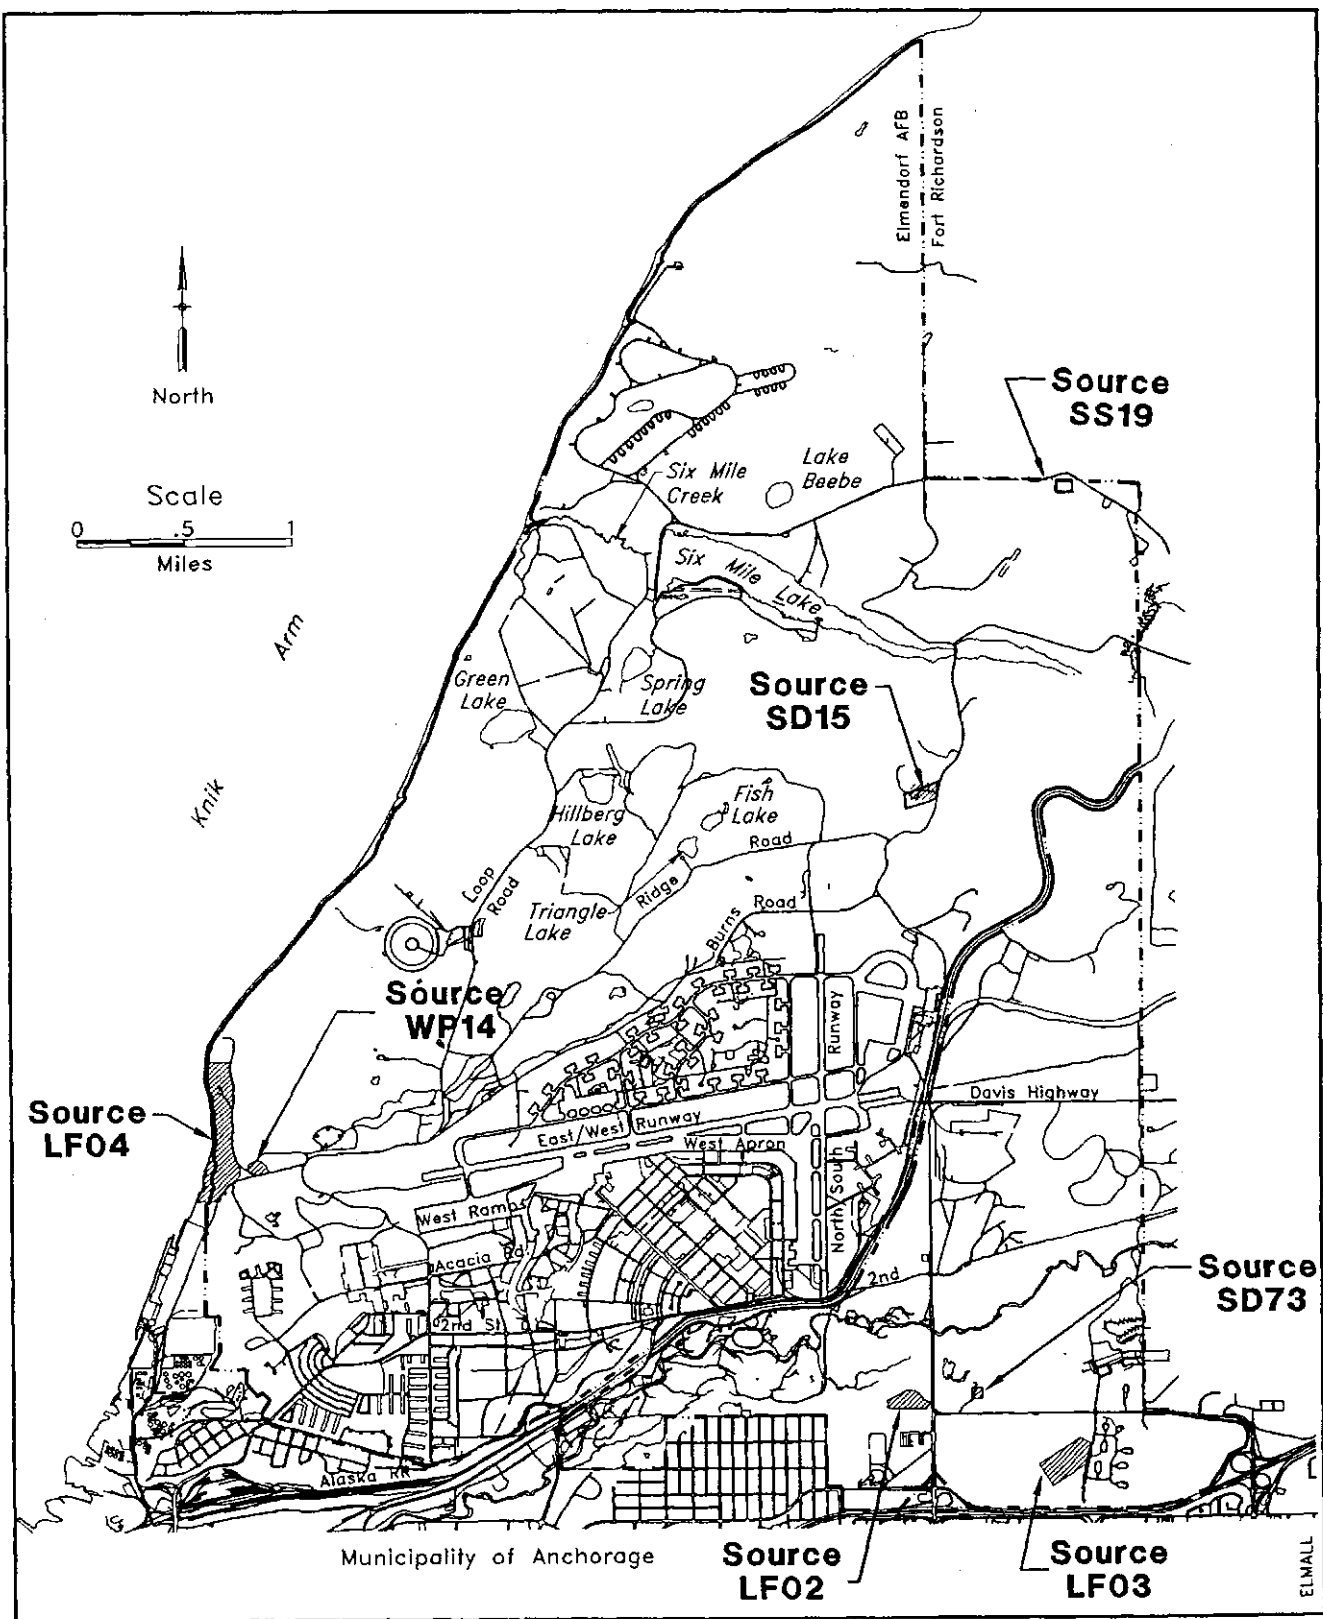 Elmendorf AFB
Fort Richardson
North
Source
SS19
Scale
0 .5 1
Miles
Six Mile
Creek
Lake
Beebe
Six Mile Lake
Knik Arm
Green
Lake
Spring
Lake
Source
SD15
Hillberg
Lake
Fish
Lake
Ridge Road
Loop
Road
Triangle
Lake
Burns Road
Source
WP14
Runway
Source
LF04
Davis Highway
East/West Runway
West Apron
North/South
West Ramp
Acacia Rd.
2nd
2nd St.
Source
SD73
Alaska RR
Municipality of Anchorage
Source
LF02
Source
LF03
ELMALL